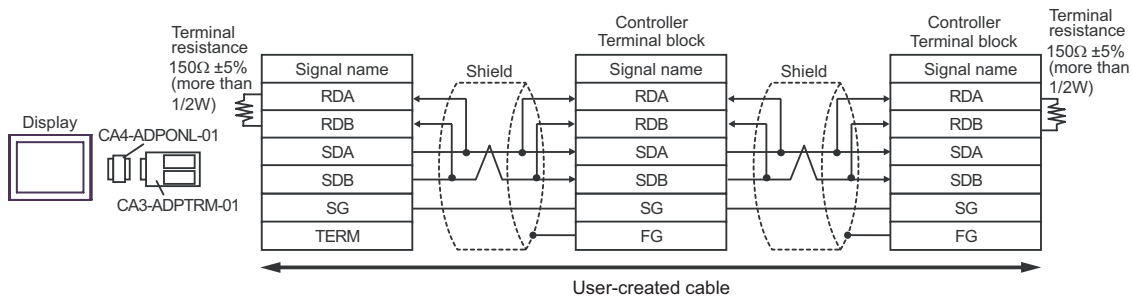 Display
CA4-ADPONL-01
CA3-ADPTRM-01
Terminal
resistance
150Ω ±5%
(more than
1/2W)
Signal name
RDA
RDB
SDA
SDB
SG
TERM
Shield
Controller
Terminal block
Signal name
RDA
RDB
SDA
SDB
SG
FG
Shield
Controller
Terminal block
Signal name
RDA
RDB
SDA
SDB
SG
FG
Terminal
resistance
150Ω ±5%
(more than
1/2W)
User-created cable